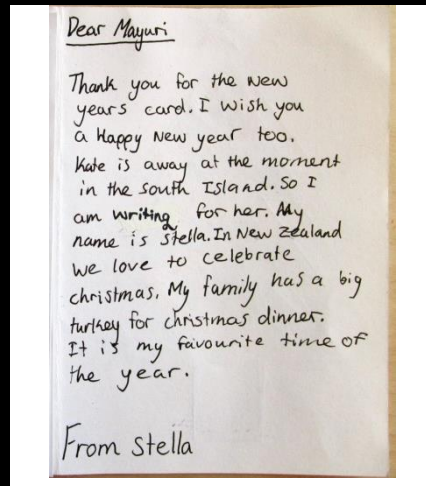 Dear Mayuri
Thank you for the New
years card. I wish you
a Happy New year too.
Kate is away at the moment
in the South Island. So I
am writing for her. My
name is Stella. In New Zealand
we love to celebrate
christmas. My family has a big
turkey for christmas dinner.
It is my favourite time of
the year.
From Stella